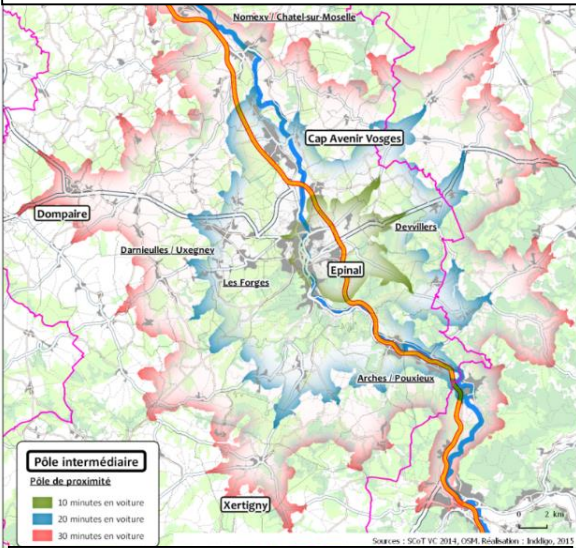 Nomexy / Chatel-sur-Moselle
Cap Avenir Vosges
Dompaire
Deyvillers
Darnieulles / Uxegney
Epinal
Les Forges
Arches / Pouxieux
Pôle intermédiaire
Pôle de proximité
10 minutes en voiture
20 minutes en voiture
30 minutes en voiture
Xertigny
0 2 km
Sources : SCoT VC 2014, OSM. Réalisation : Inddigo, 2015